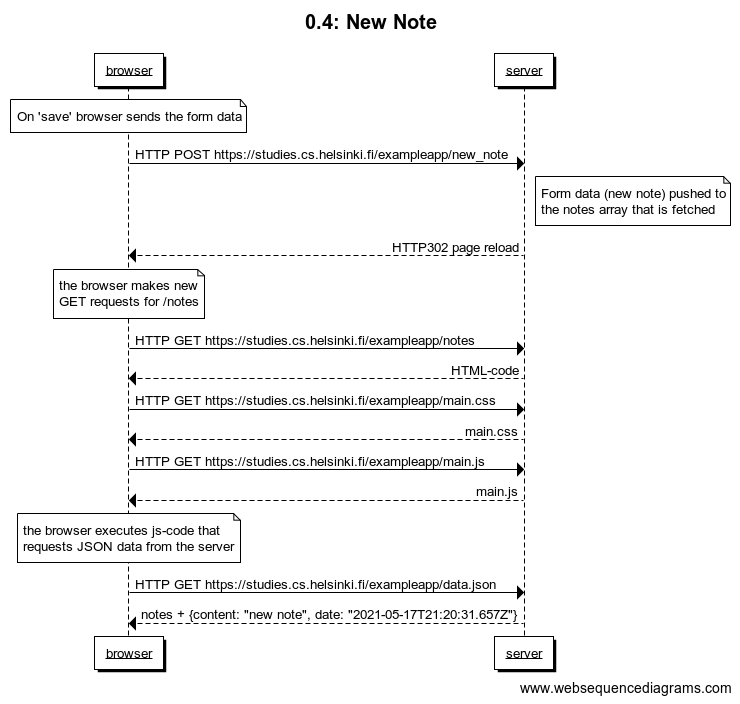 0.4: New Note
browser
server
On 'save' browser sends the form data
HTTP POST https://studies.cs.helsinki.fi/exampleapp/new_note
Form data (new note) pushed to
the notes array that is fetched
HTTP302 page reload
the browser makes new
GET requests for /notes
HTTP GET https://studies.cs.helsinki.fi/exampleapp/notes
HTML-code
HTTP GET https://studies.cs.helsinki.fi/exampleapp/main.css
main.css
HTTP GET https://studies.cs.helsinki.fi/exampleapp/main.js
main.js
the browser executes js-code that
requests JSON data from the server
HTTP GET https://studies.cs.helsinki.fi/exampleapp/data.json
notes + {content: "new note", date: "2021-05-17T21:20:31.657Z"}
browser
server
www.websequencediagrams.com